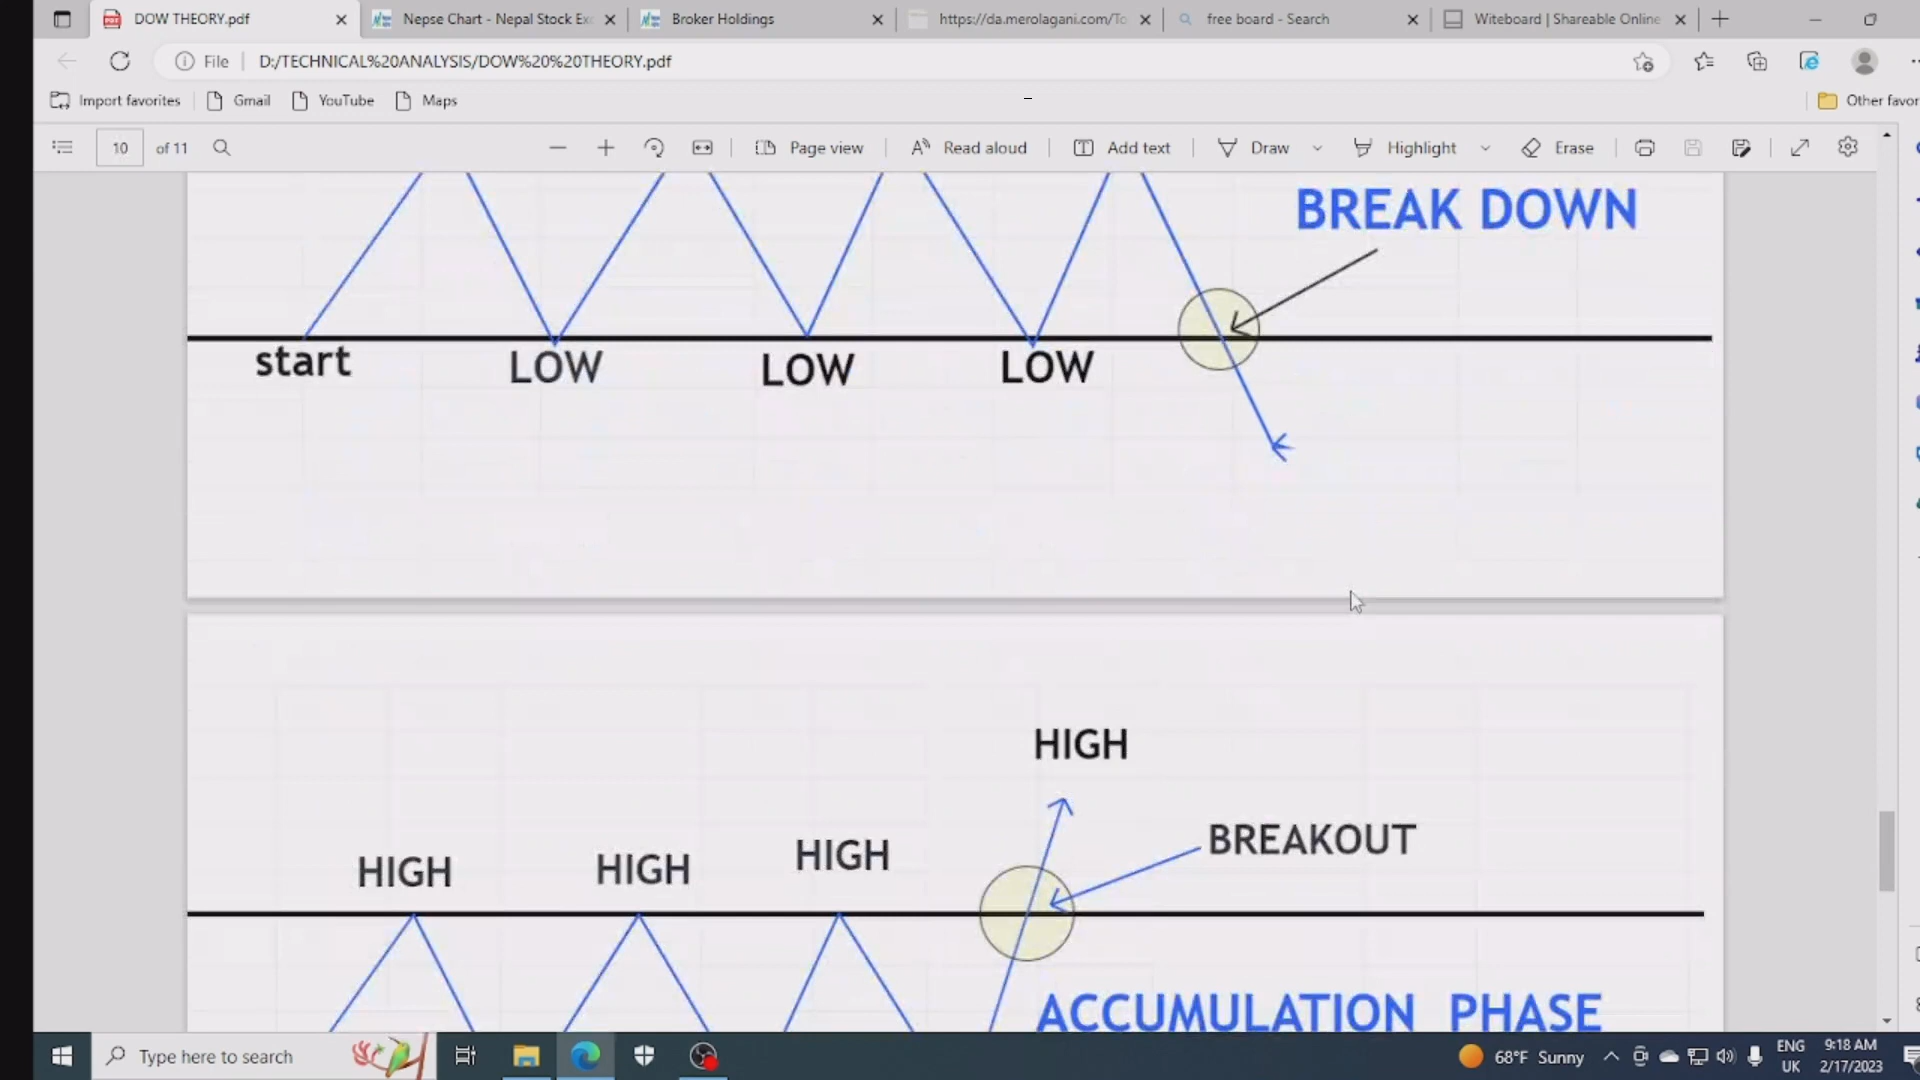 DOW THEORY.pdf
Nepse Chart - Nepal Stock Ex
Broker Holdings
https://da.merolagani.com/To
free board - Search
Witeboard | Shareable Online
File
D:/TECHNICAL%20ANALYSIS/DOW%20%20THEORY.pdf
Import favorites
Gmail
YouTube
Maps
Other favor
10 of 11
Page view
Read aloud
Add text
Draw
Highlight
Erase
BREAK DOWN
start
LOW
LOW
LOW
HIGH
BREAKOUT
HIGH
HIGH
HIGH
ACCUMULATION PHASE
Type here to search
68°F Sunny
ENG
UK
9:18 AM
2/17/2023